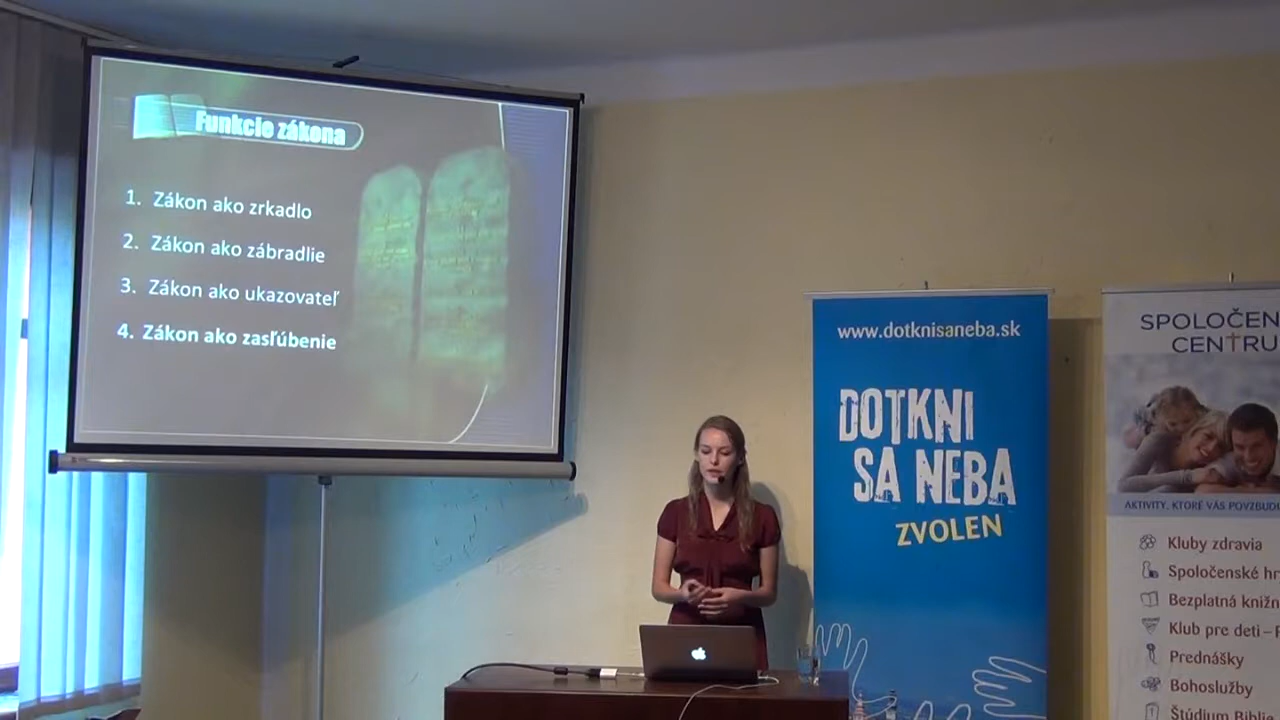 Funkcie zákona
1. Zákon ako zrkadlo
2. Zákon ako zábradlie
3. Zákon ako ukazovateľ
4. Zákon ako zasľúbenie
www.dotknisaneba.sk
DOTKNI
SA NEBA
ZVOLEN
SPOLOČEN
CENTRU
AKTIVITY, KTORÉ VÁS POVZBUD
Kluby zdravia
Spoločenské hr
Bezplatná knižn
Klub pre deti –
Prednášky
Bohoslužby
Štúdium Biblie